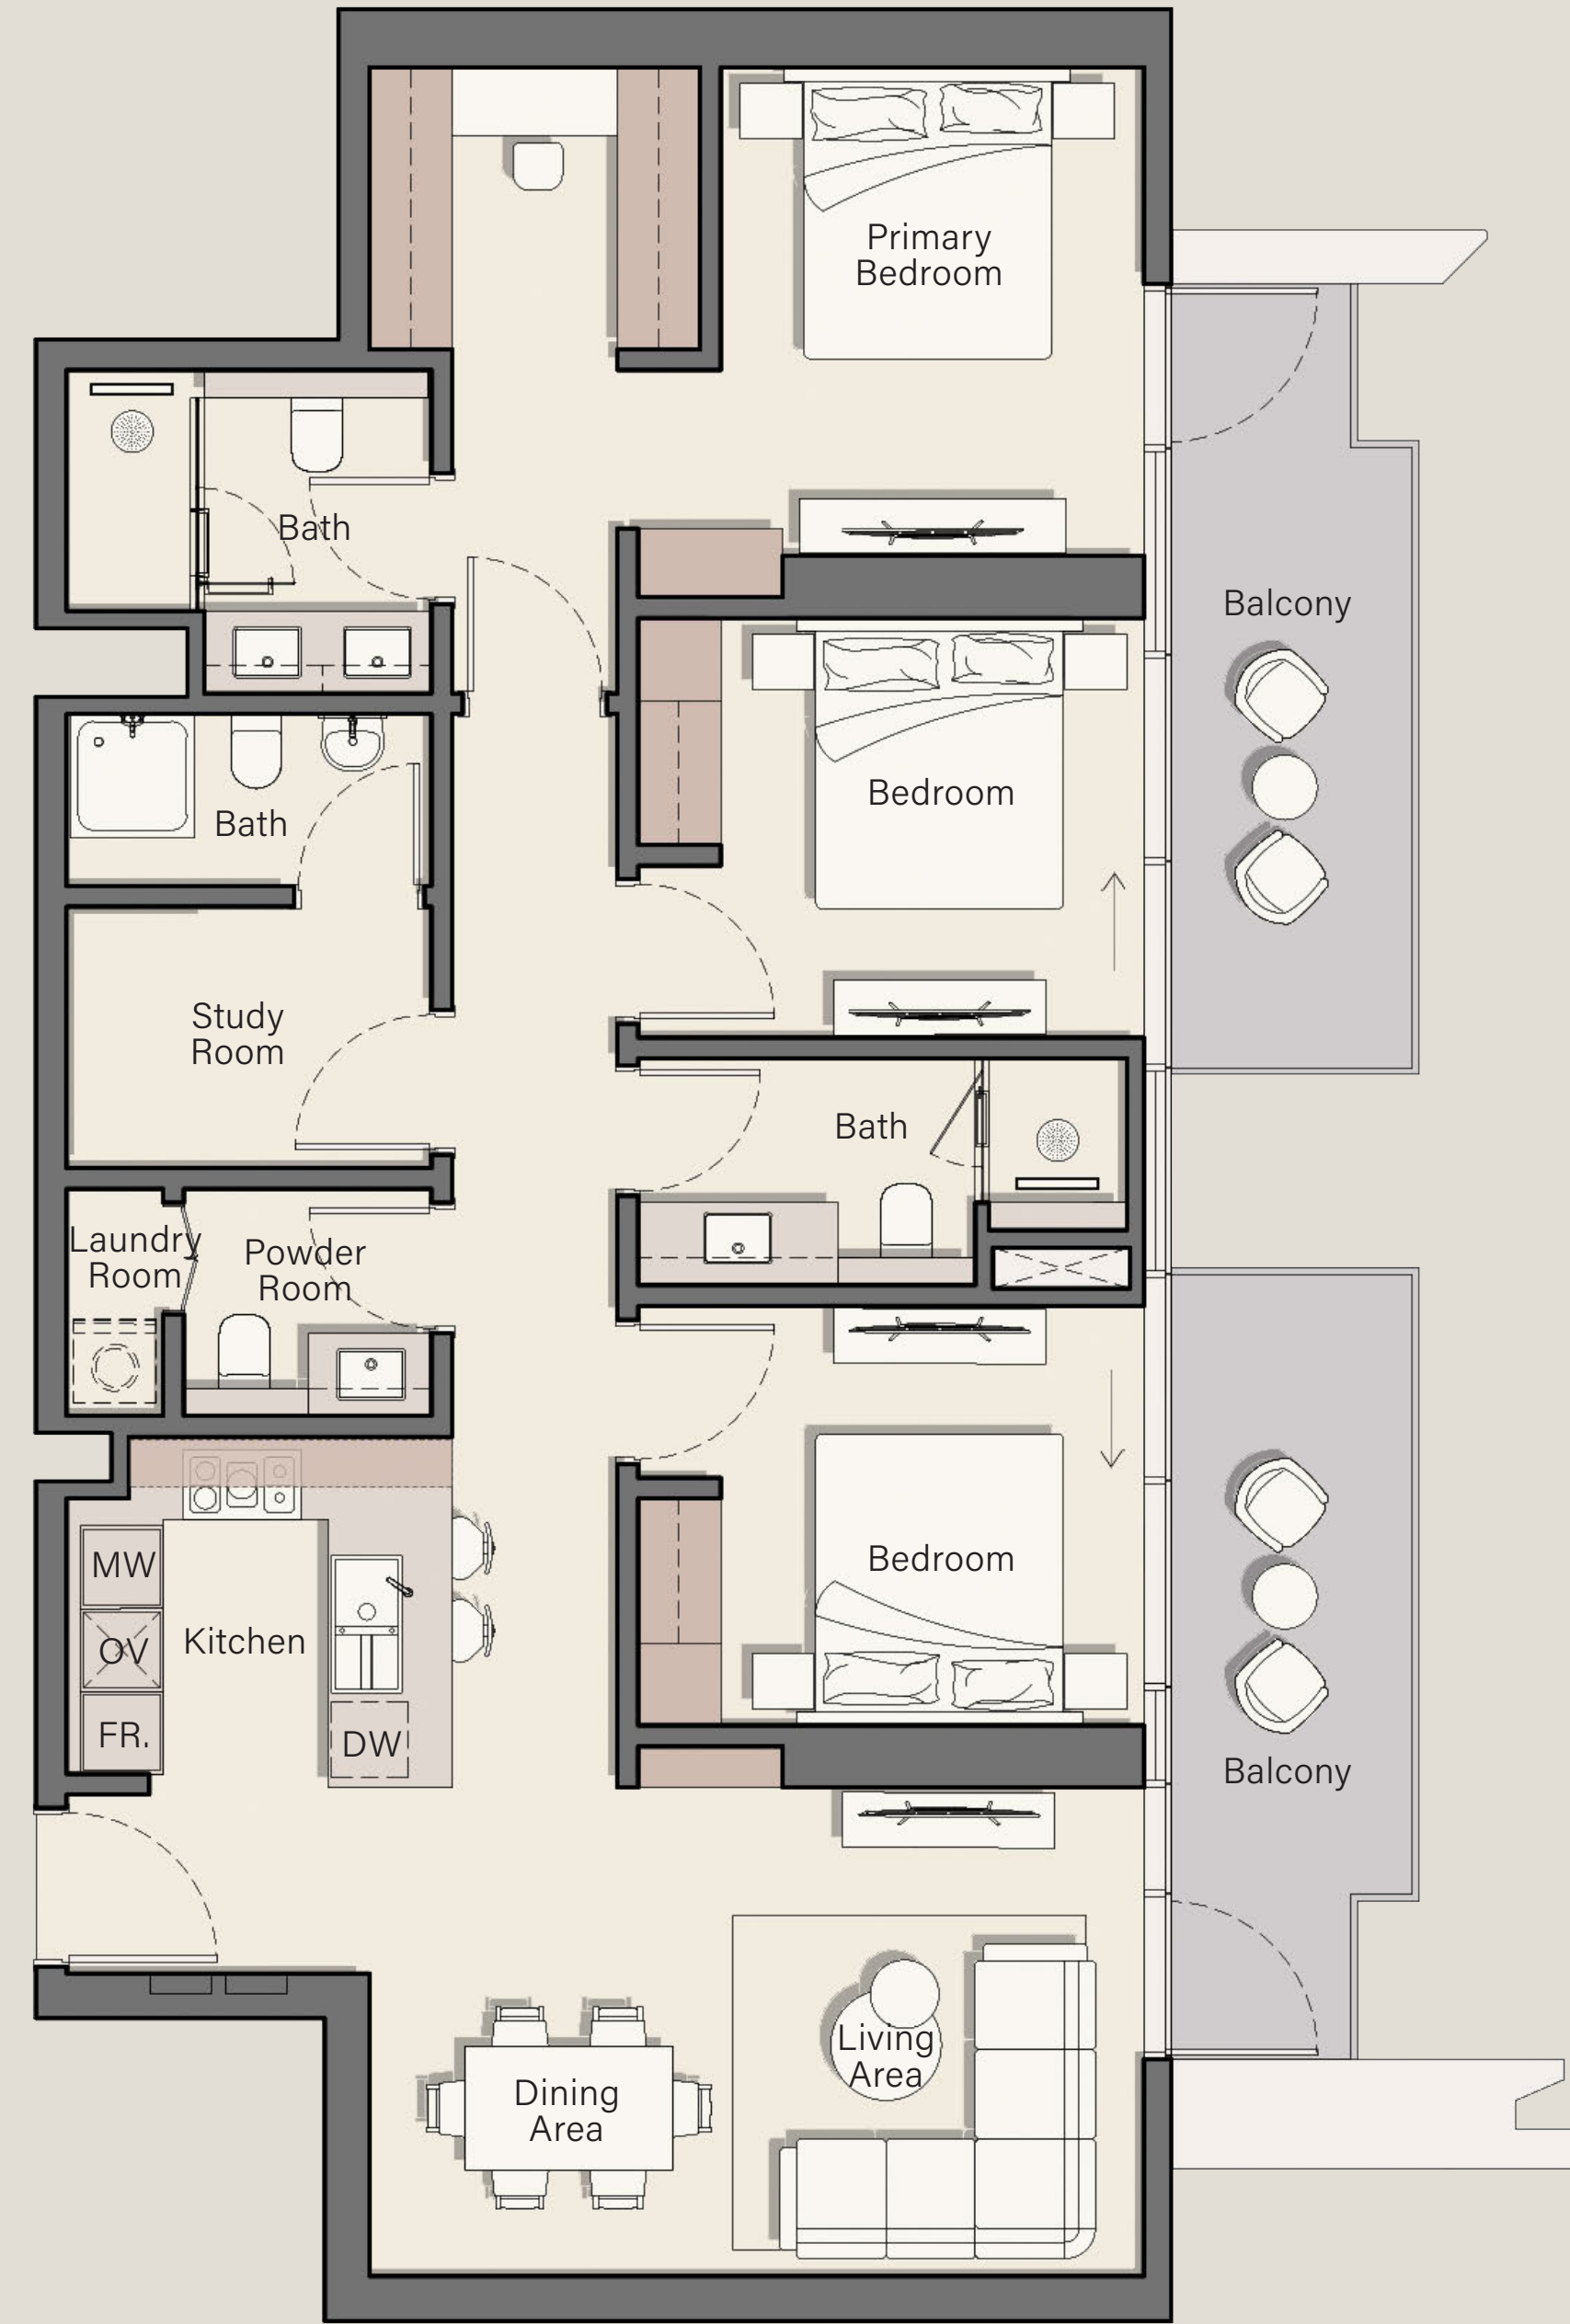 Primary
Bedroom
Bath
Balcony
Bedroom
Bath
Study
Room
Bath
Laundry
Room
Powder
Room
Bedroom
MW
OV
Kitchen
FR.
DW
Balcony
Living
Area
Dining
Area